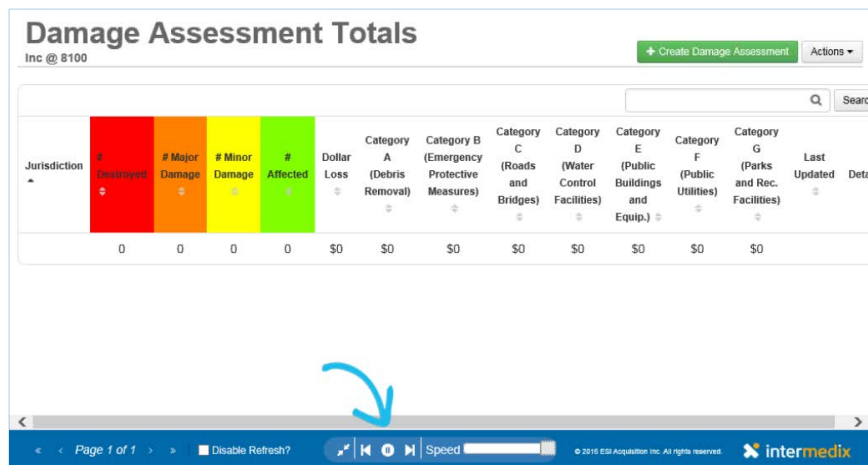 Damage Assessment Totals
Inc @ 8100
+ Create Damage Assessment
Actions
Searc
Jurisdiction
#
Destroyed
# Major
Damage
# Minor
Damage
#
Affected
Dollar
Loss
Category
A
(Debris
Removal)
Category B
(Emergency
Protective
Measures)
Category
C
(Roads
and
Bridges)
Category
D
(Water
Control
Facilities)
Category
E
(Public
Buildings
and
Equip.)
Category
F
(Public
Utilities)
Category
G
(Parks
and Rec.
Facilities)
Last
Updated
Deta
0 0 0 0 $0 $0 $0 $0 $0 $0 $0 $0
« ‹ Page 1 of 1 › » Disable Refresh? Speed © 2015 ESI Acquisition Inc. All rights reserved. intermedix